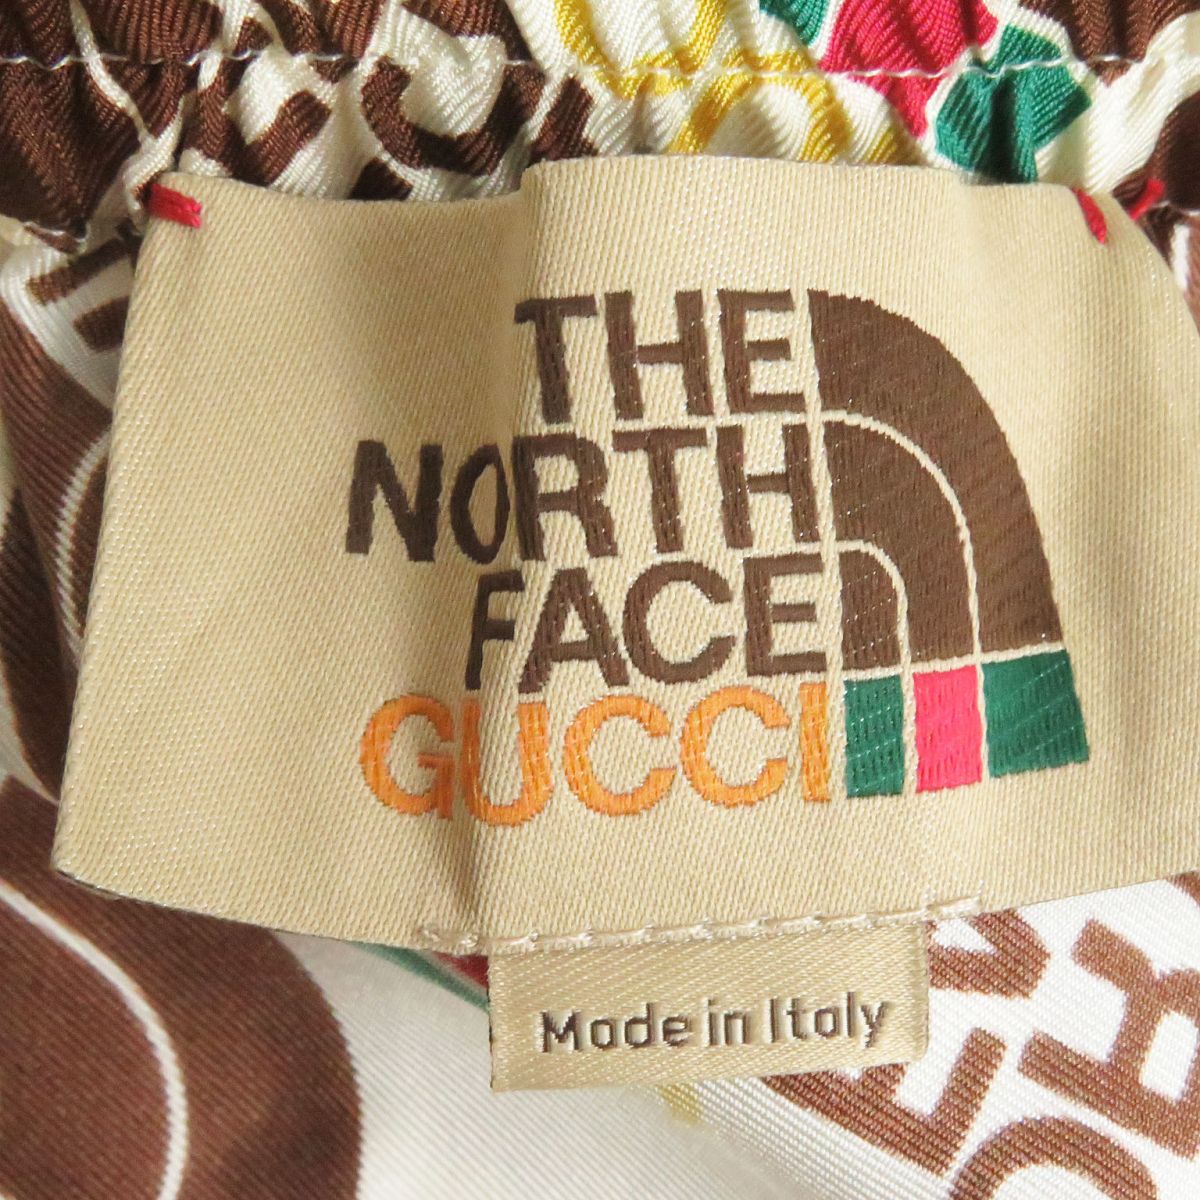 THE
NORTH
FACE
GUCCI
Made in Italy